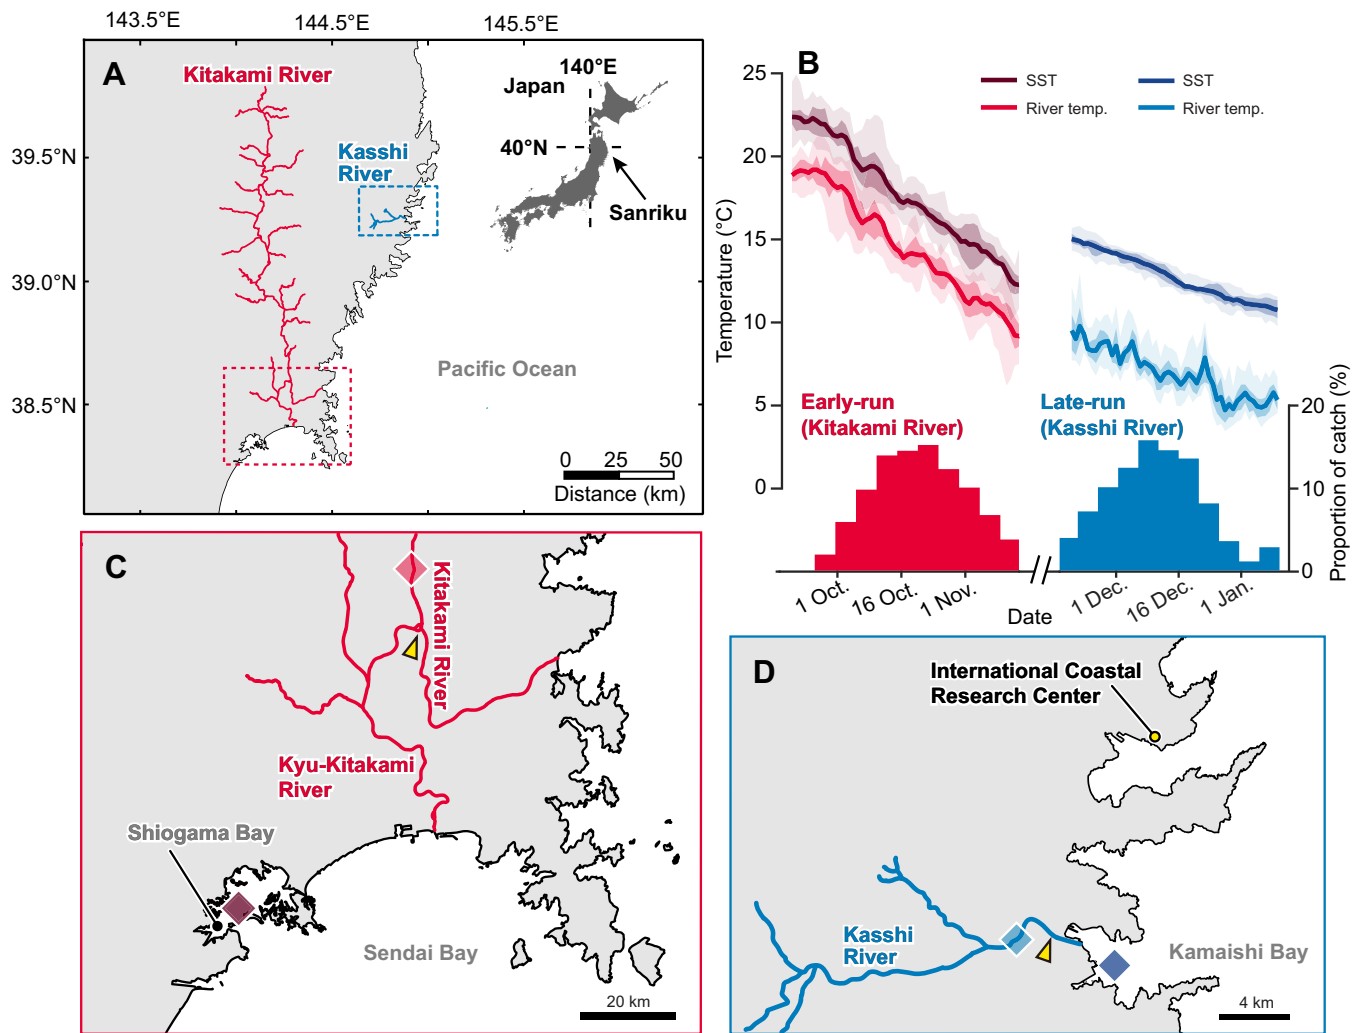 143.5°E
144.5°E
145.5°E
A
Kitakami River
Kasshi
River
39.5°N
39.0°N
38.5°N
Japan
140°E
40°N
Sanriku
Pacific Ocean
0 25 50
Distance (km)
B
SST
River temp.
SST
River temp.
Temperature (°C)
25
20
15
10
5
0
Early-run
(Kitakami River)
Late-run
(Kasshi River)
20
10
0
Proportion of catch (%)
1 Oct.
16 Oct.
1 Nov.
1 Dec.
16 Dec.
1 Jan.
Date
C
Kitakami River
Kyu-Kitakami
River
Shiogama Bay
Sendai Bay
20 km
D
International Coastal
Research Center
Kasshi
River
Kamaishi Bay
4 km